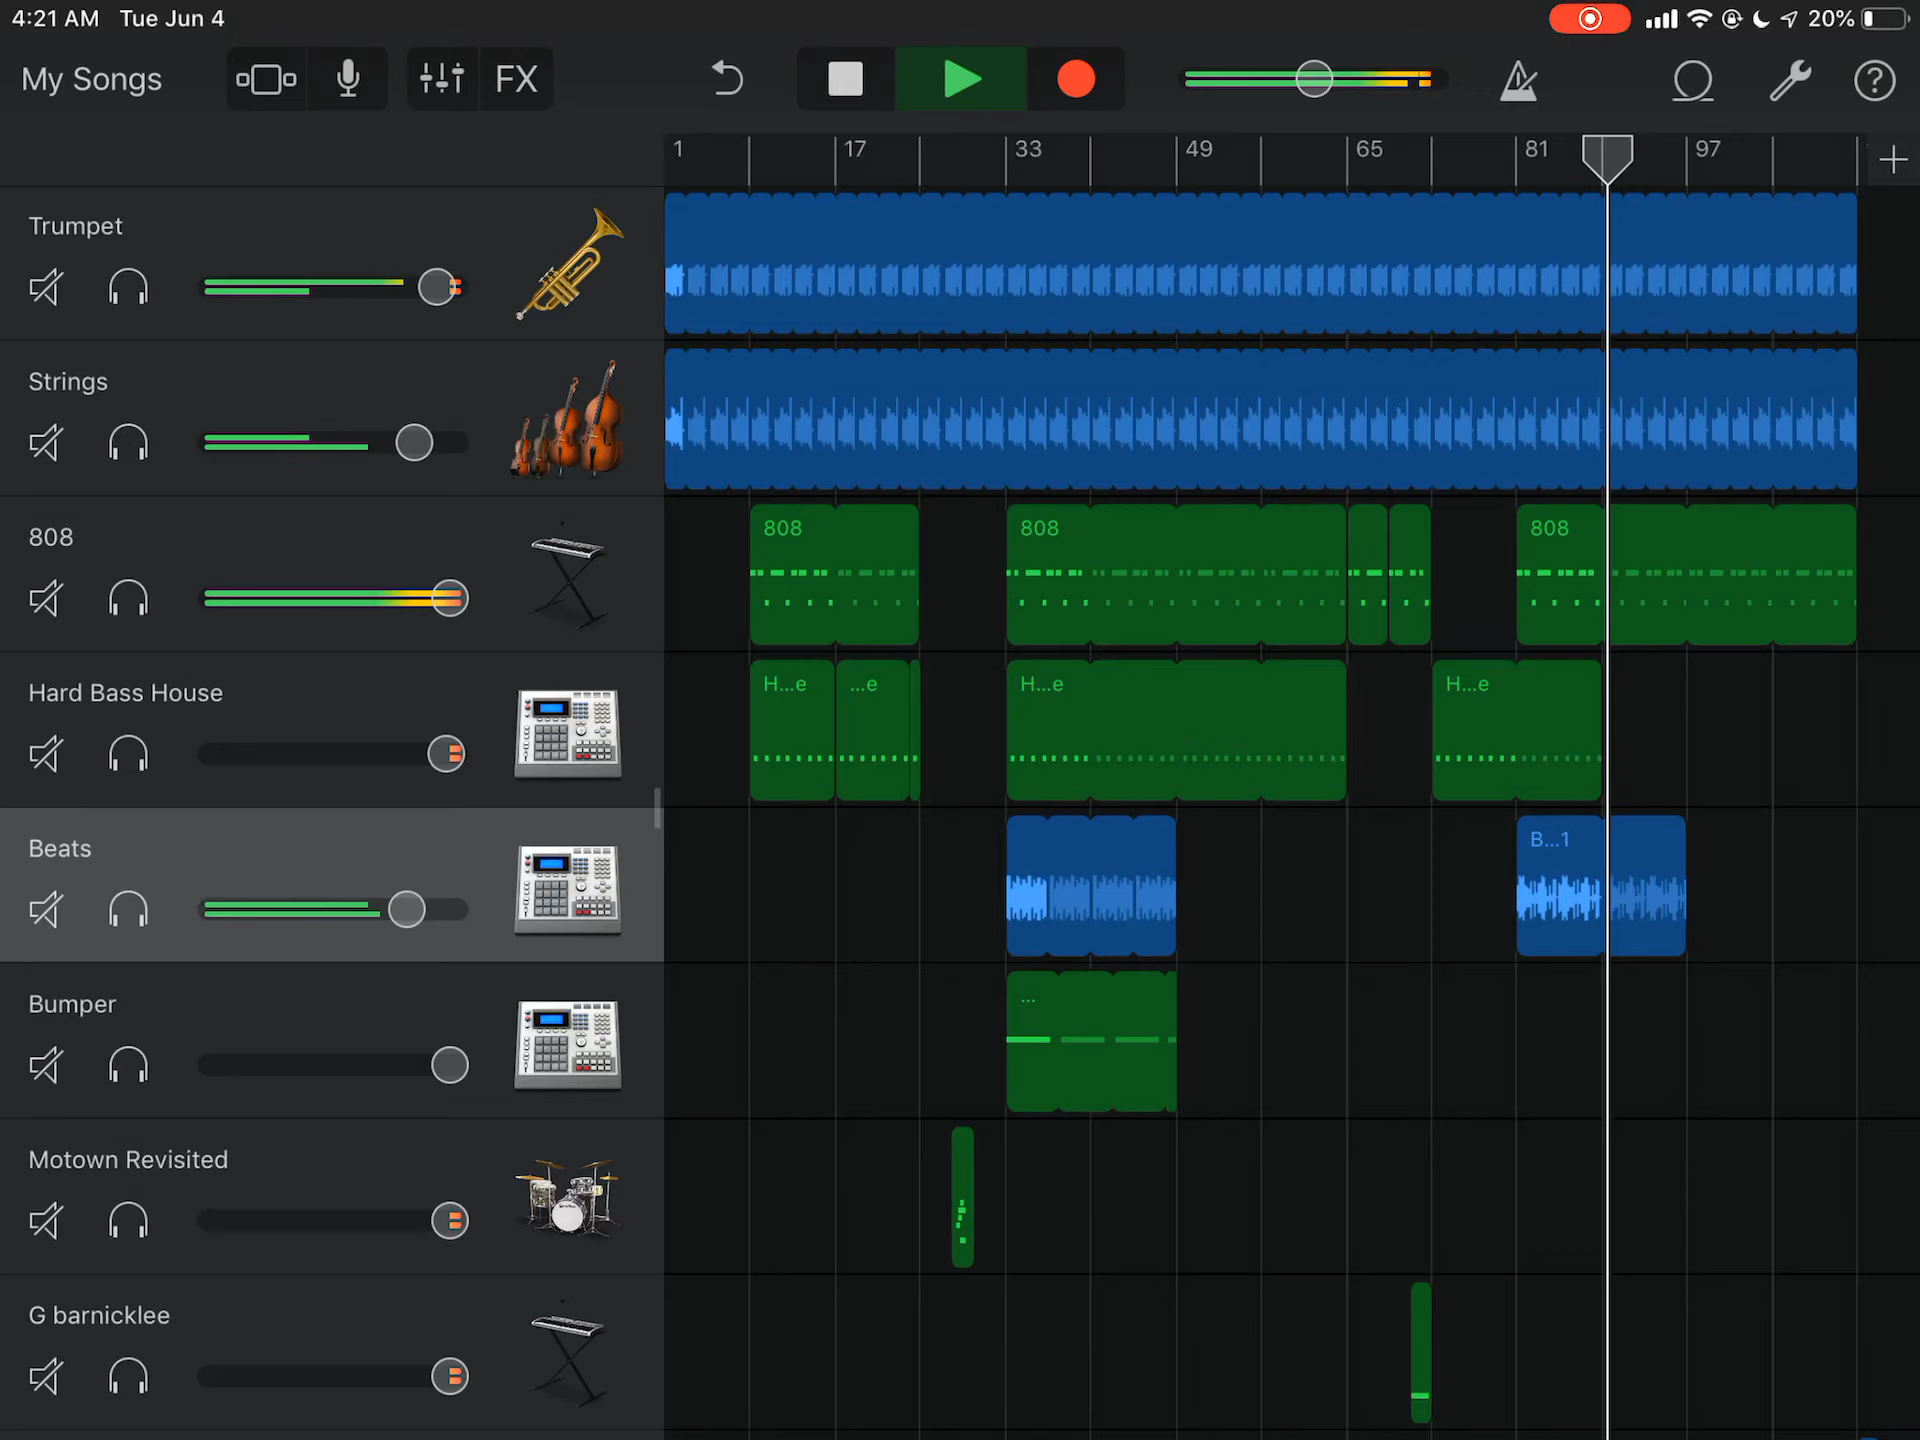 4:21 AM Tue Jun 4 20%
My Songs FX ?
1 17 33 49 65 81 97 +
Trumpet
Strings
808
808 808 808
Hard Bass House
H...e ...e H...e H...e
Beats
B...1
Bumper
...
Motown Revisited
G barnicklee